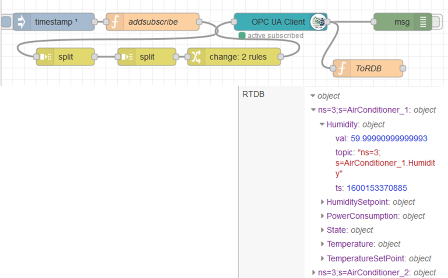 timestamp ¹
addsubscribe
OPC UA Client
msg
active subscribed
split
split
change: 2 rules
ToRDB
RTDB
object
ns=3;s=AirConditioner_1: object
Humidity: object
val: 59.99990999999993
topic: "ns=3;
s=AirConditioner_1.Humidit
y"
ts: 1600153370885
HumiditySetpoint: object
PowerConsumption: object
State: object
Temperature: object
TemperatureSetPoint: object
ns=3;s=AirConditioner_2: object